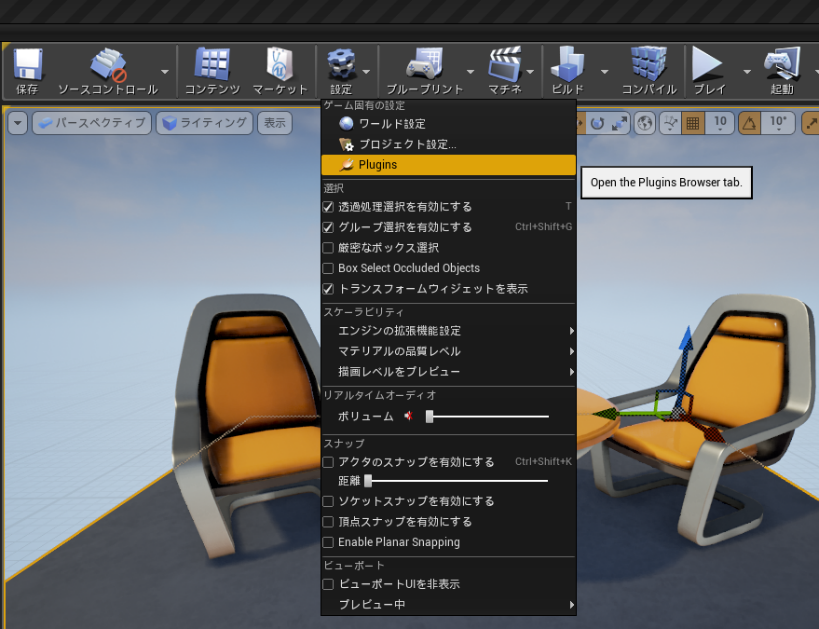 保存
ソースコントロール
コンテンツ
マーケット
設定
ブループリント
マチネ
ビルド
コンパイル
プレイ
起動
パースペクティブ
ライティング
表示
10
10°
ゲーム固有の設定
ワールド設定
プロジェクト設定...
Plugins
Open the Plugins Browser tab.
選択
透過処理選択を有効にする T
グループ選択を有効にする Ctrl+Shift+G
厳密なボックス選択
Box Select Occluded Objects
トランスフォームウィジェットを表示
スケーラビリティ
エンジンの拡張機能設定
マテリアルの品質レベル
描画レベルをプレビュー
リアルタイムオーディオ
ボリューム
スナップ
アクタのスナップを有効にする Ctrl+Shift+K
距離
ソケットスナップを有効にする
頂点スナップを有効にする
Enable Planar Snapping
ビューポート
ビューポートUIを非表示
プレビュー中